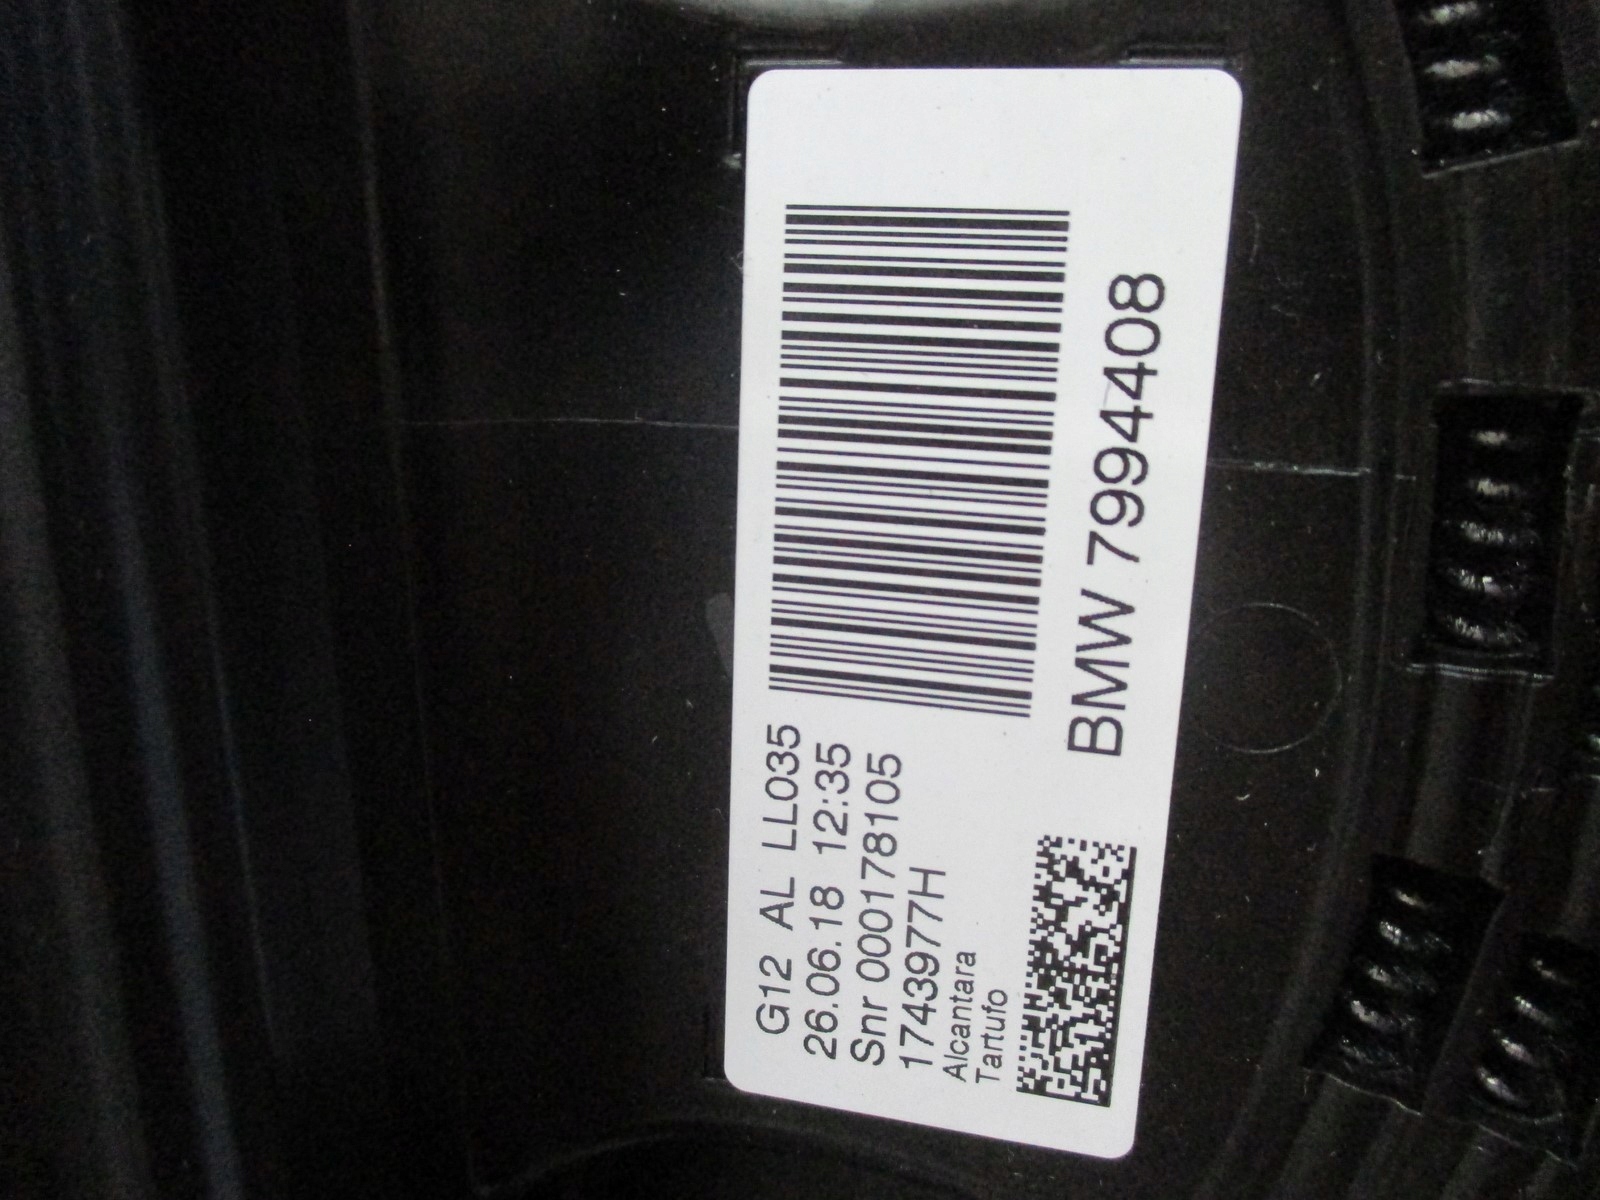 G12 AL LL035
26.06.18 12:35
Snr 000178105
1743977H
Alcantara
Tartufo
BMW 7994408